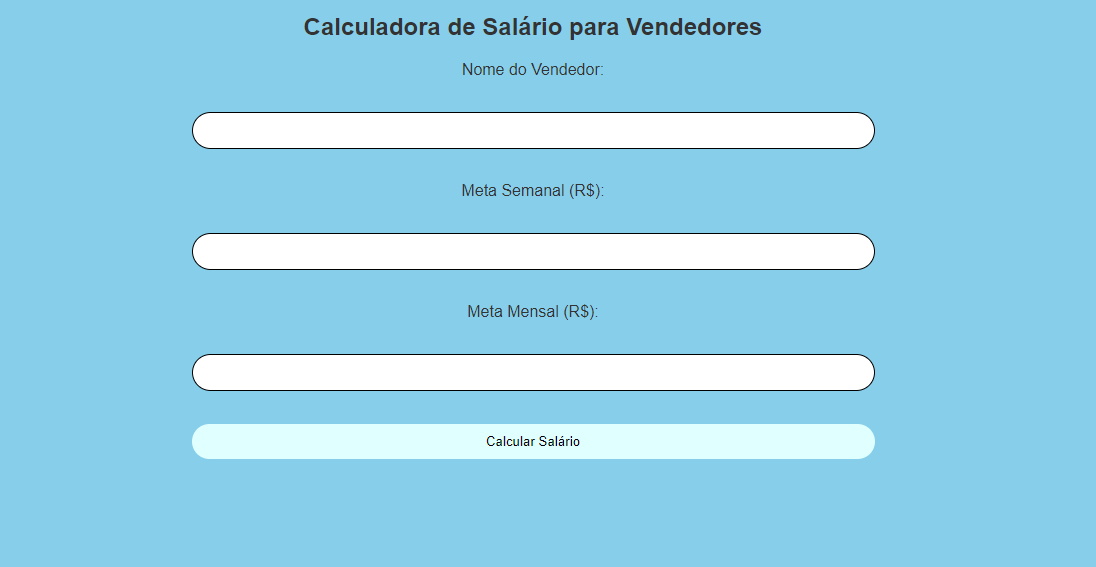 Calculadora de Salário para Vendedores
Nome do Vendedor:
Meta Semanal (R$):
Meta Mensal (R$):
Calcular Salário